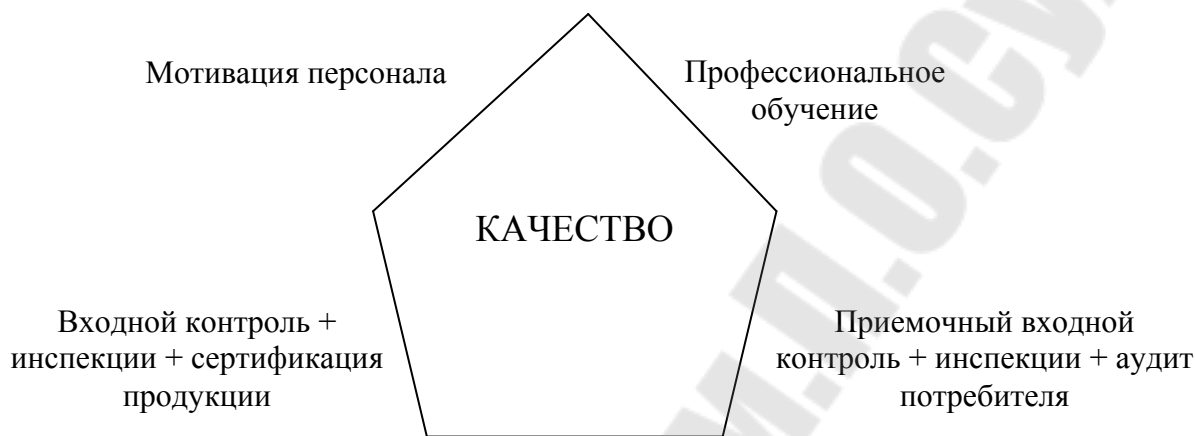 Мотивация персонала
Профессиональное
обучение
КАЧЕСТВО
Входной контроль +
инспекции + сертификация
продукции
Приемочный входной
контроль + инспекции + аудит
потребителя